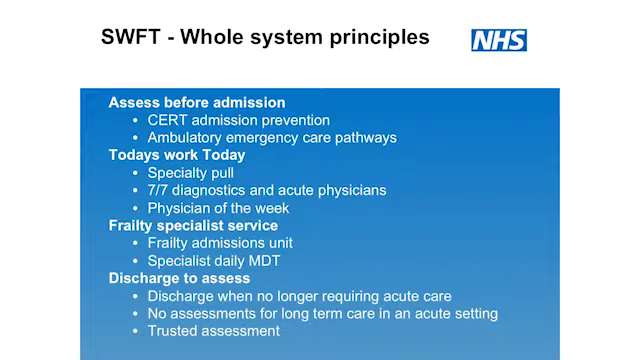 SWFT - Whole system principles
NHS
Assess before admission
• CERT admission prevention
• Ambulatory emergency care pathways
Todays work Today
• Specialty pull
• 7/7 diagnostics and acute physicians
• Physician of the week
Frailty specialist service
• Frailty admissions unit
• Specialist daily MDT
Discharge to assess
• Discharge when no longer requiring acute care
• No assessments for long term care in an acute setting
• Trusted assessment